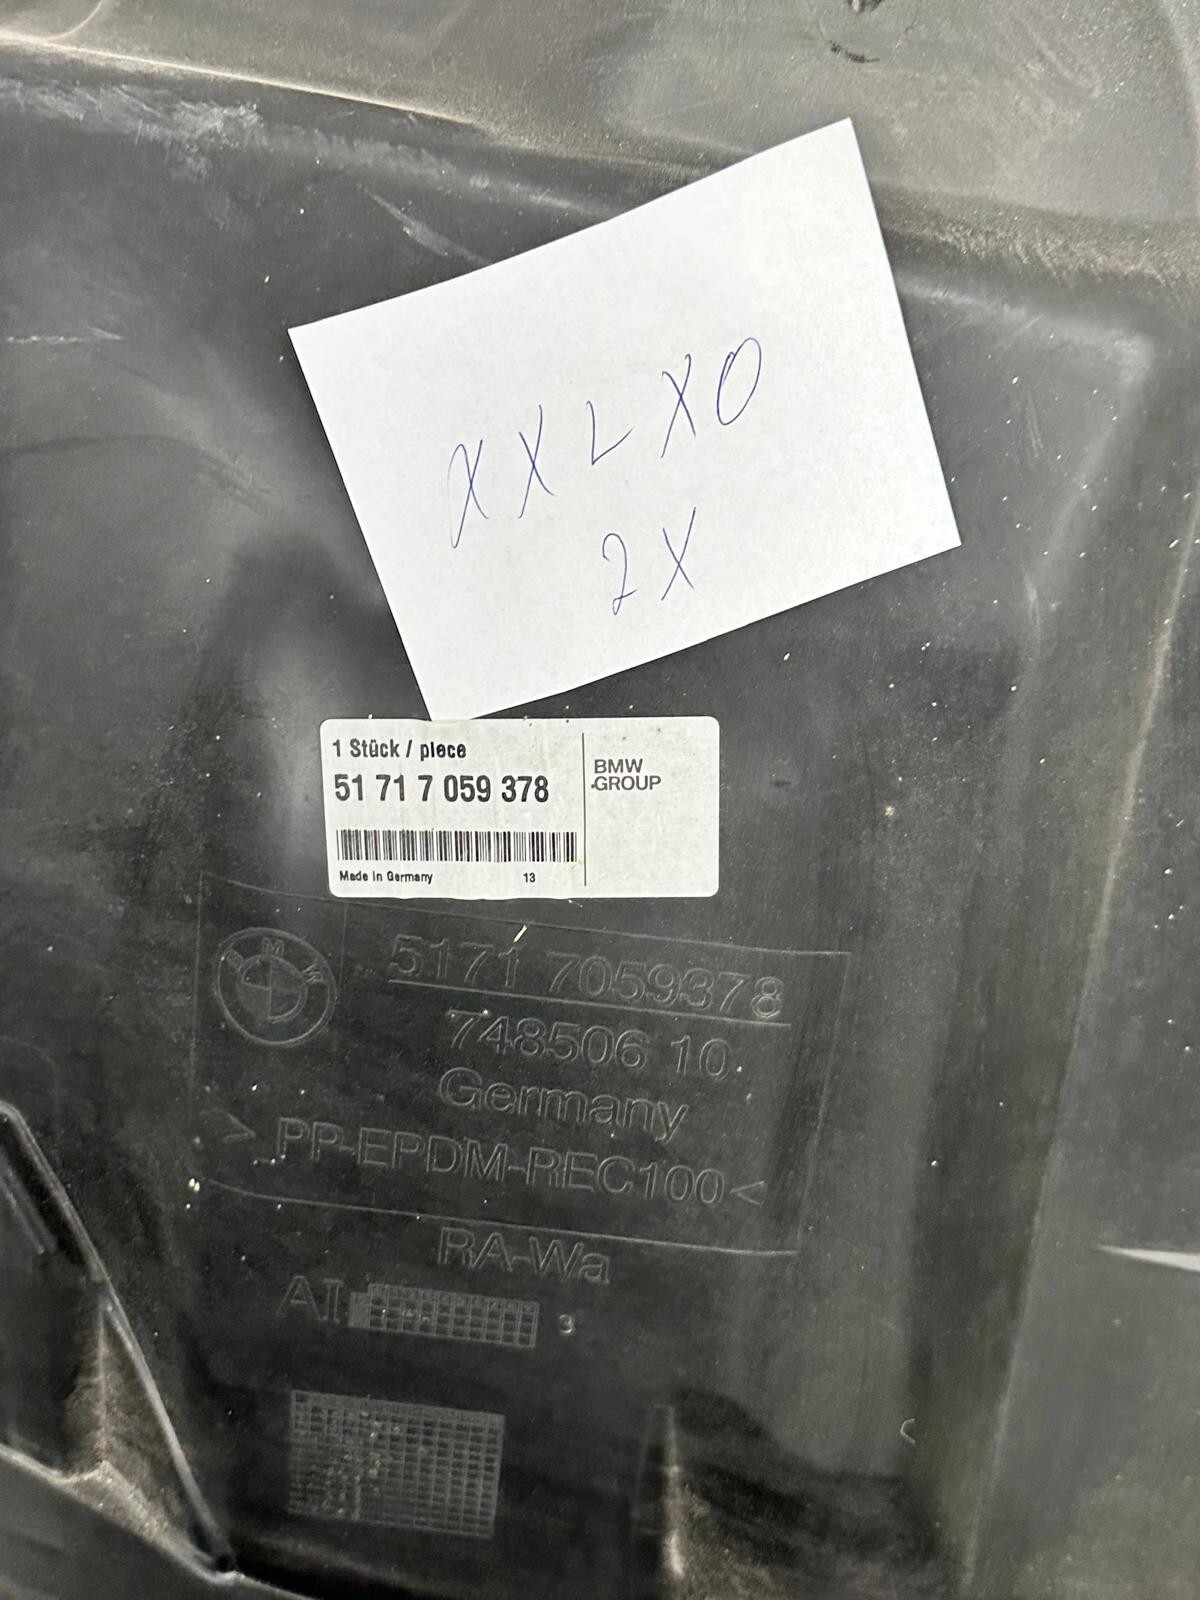 XXLXO
2X
1 Stück / piece
51 71 7 059 378
BMW
GROUP
Made in Germany 13
BMW
5171 7059378
748506 10
Germany
> PP-EPDM-REC100 <
RA-Wa
AI
3